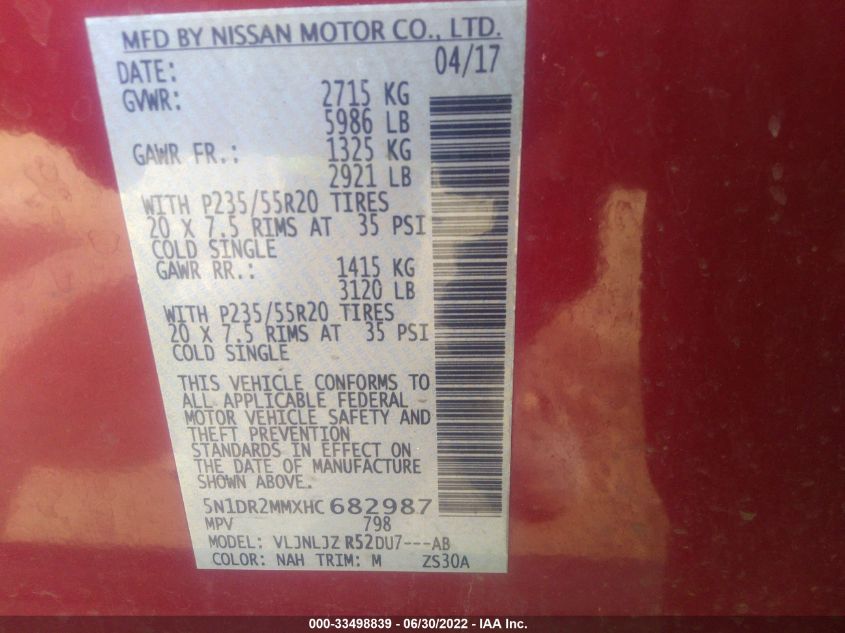 MFD BY NISSAN MOTOR CO., LTD.
DATE: 04/17
GVWR: 2715 KG
5986 LB
GAWR FR.: 1325 KG
2921 LB
WITH P235/55R20 TIRES
20 X 7.5 RIMS AT 35 PSI
COLD SINGLE
GAWR RR.: 1415 KG
3120 LB
WITH P235/55R20 TIRES
20 X 7.5 RIMS AT 35 PSI
COLD SINGLE
THIS VEHICLE CONFORMS TO
ALL APPLICABLE FEDERAL
MOTOR VEHICLE SAFETY AND
THEFT PREVENTION
STANDARDS IN EFFECT ON
THE DATE OF MANUFACTURE
SHOWN ABOVE.
5N1DR2MMXHC682987
MPV 798
MODEL: VLJNLJZ R52DU7---AB
COLOR: NAH TRIM: M ZS30A
000-33498839 - 06/30/2022 - IAA Inc.